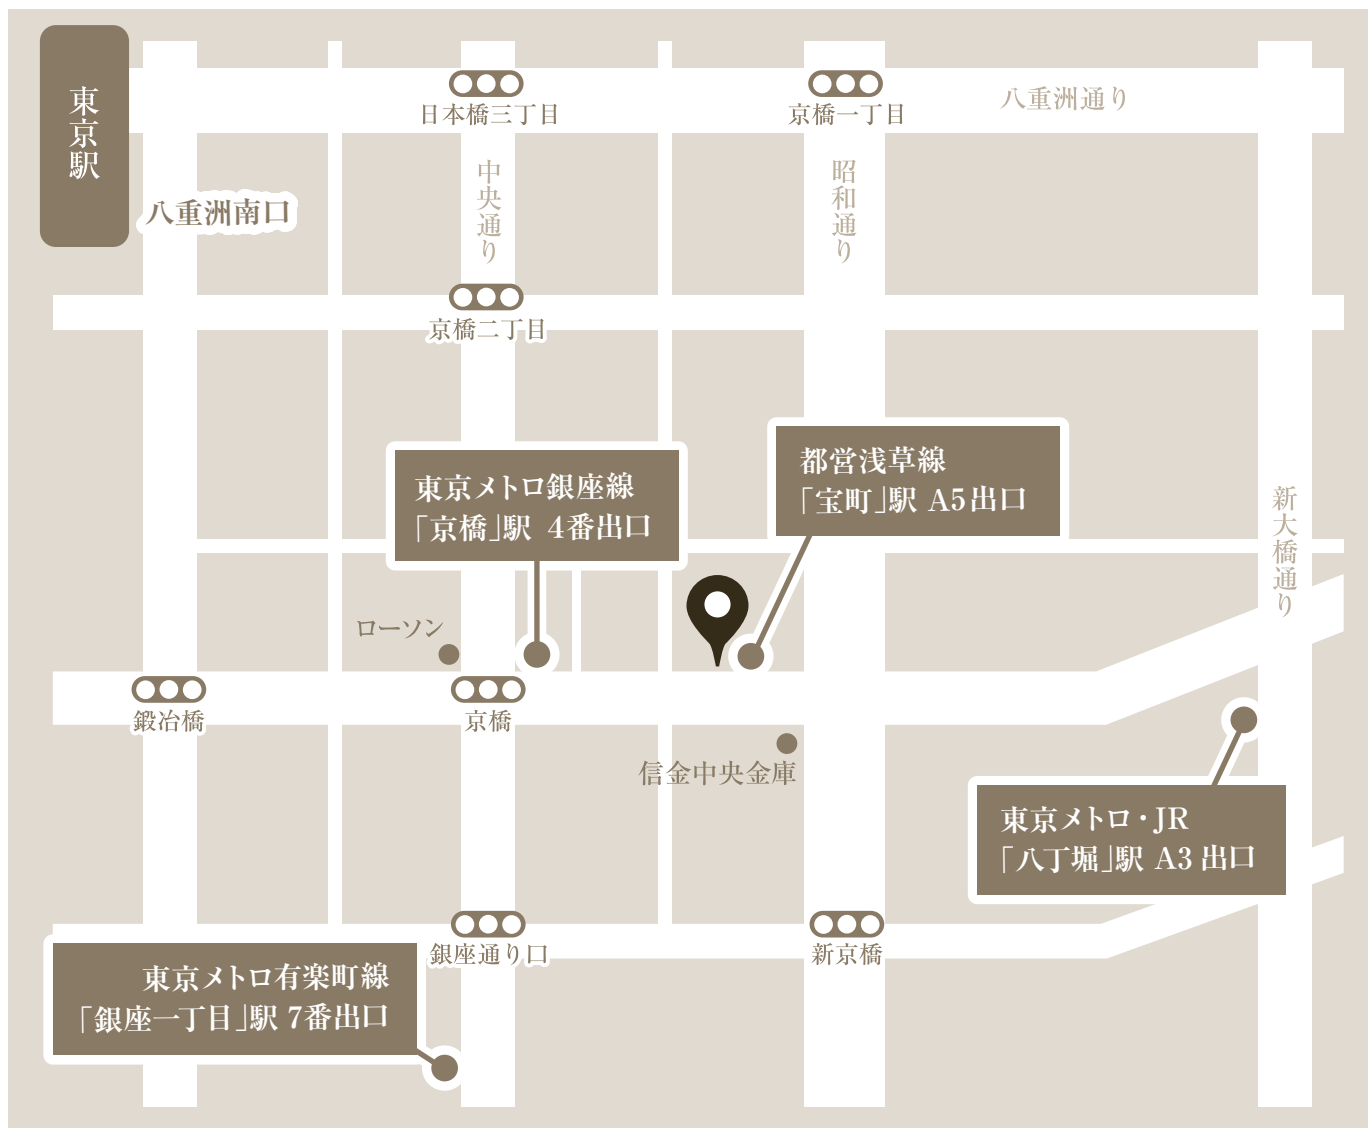 東京駅
日本橋三丁目
京橋一丁目
八重洲通り
中央通り
昭和通り
八重洲南口
京橋二丁目
東京メトロ銀座線
「京橋」駅 4番出口
都営浅草線
「宝町」駅 A5出口
新大橋通り
ローソン
鍛冶橋
京橋
信金中央金庫
東京メトロ・JR
「八丁堀」駅 A3 出口
銀座通り口
新京橋
東京メトロ有楽町線
「銀座一丁目」駅 7番出口